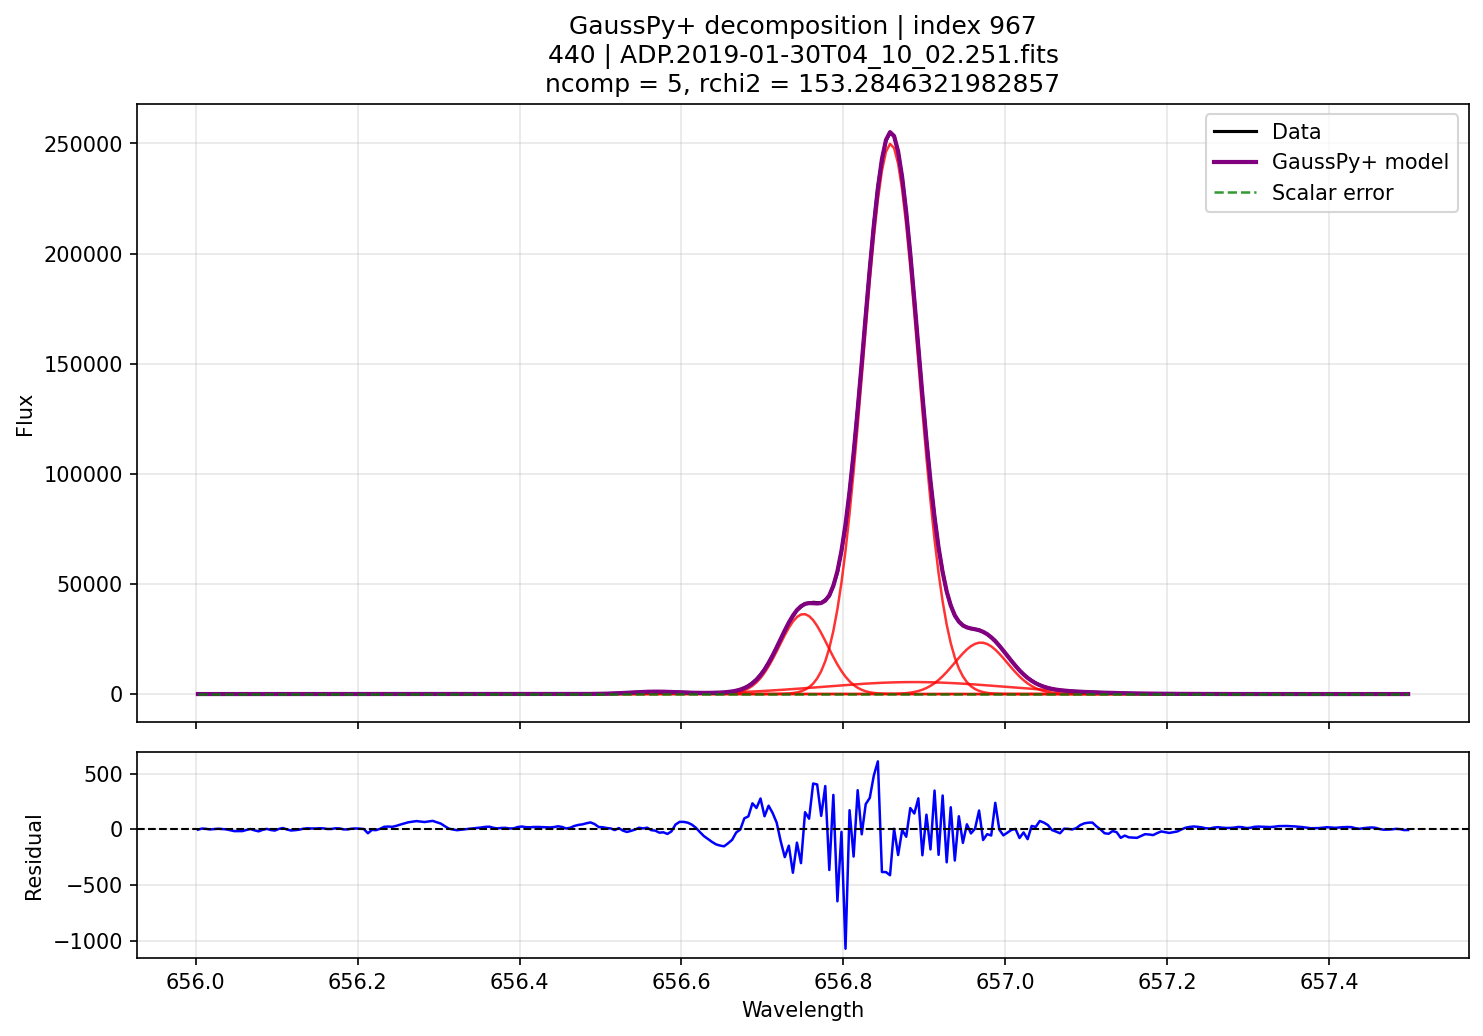 GaussPy+ decomposition | index 967
440 | ADP.2019-01-30T04_10_02.251.fits
ncomp = 5, rchi2 = 153.2846321982857
Data
GaussPy+ model
Scalar error
Flux
250000
200000
150000
100000
50000
0
Residual
500
0
−500
−1000
656.0
656.2
656.4
656.6
656.8
657.0
657.2
657.4
Wavelength